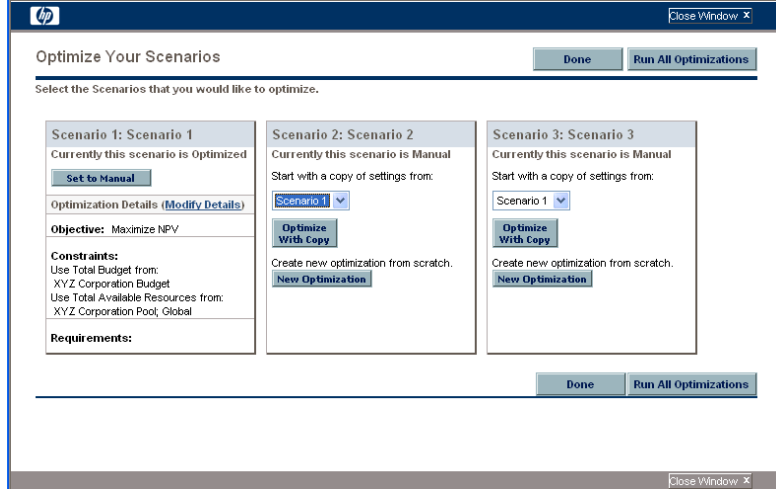 hp
Close Window x
Optimize Your Scenarios
Done
Run All Optimizations
Select the Scenarios that you would like to optimize.
Scenario 1: Scenario 1
Currently this scenario is Optimized
Set to Manual
Optimization Details (Modify Details)
Objective: Maximize NPV
Constraints:
Use Total Budget from:
XYZ Corporation Budget
Use Total Available Resources from:
XYZ Corporation Pool; Global
Requirements:
Scenario 2: Scenario 2
Currently this scenario is Manual
Start with a copy of settings from:
Scenario 1
Optimize
With Copy
Create new optimization from scratch.
New Optimization
Scenario 3: Scenario 3
Currently this scenario is Manual
Start with a copy of settings from:
Scenario 1
Optimize
With Copy
Create new optimization from scratch.
New Optimization
Done
Run All Optimizations
Close Window x